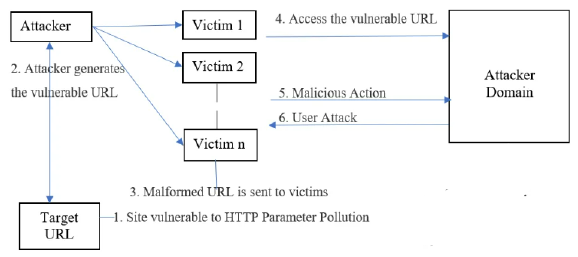 Attacker
Victim 1
4. Access the vulnerable URL
2. Attacker generates
the vulnerable URL
Victim 2
Attacker
Domain
5. Malicious Action
6. User Attack
Victim n
3. Malformed URL is sent to victims
Target
URL
1. Site vulnerable to HTTP Parameter Pollution